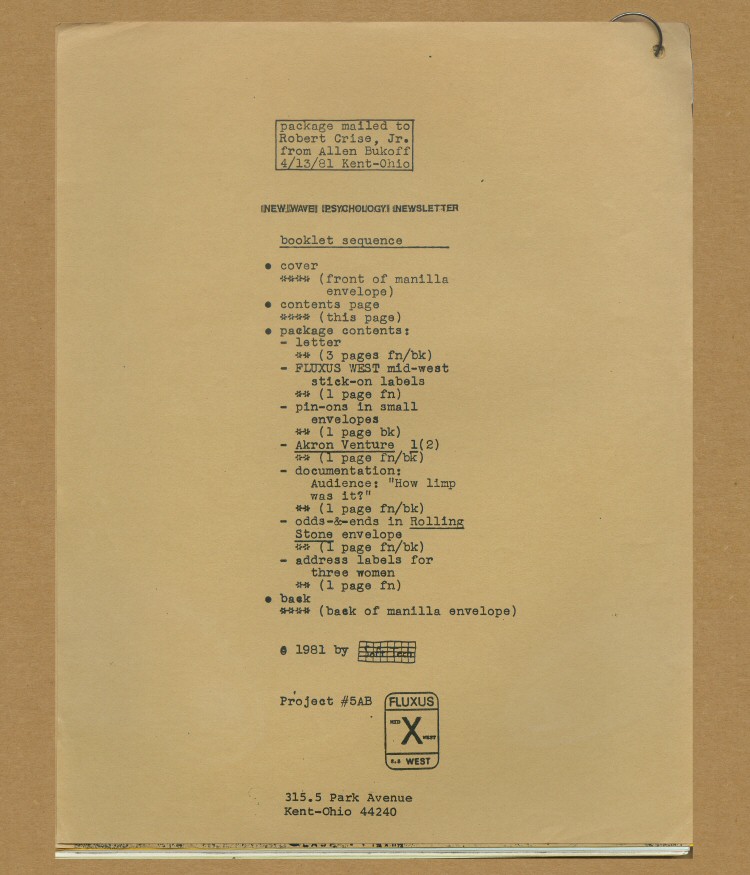 package mailed to
Robert Crise, Jr.
from Allen Bukoff
4/13/81 Kent-Ohio
NEW WAVE PSYCHOLOGY NEWSLETTER
booklet sequence
● cover
**** (front of manilla
envelope)
● contents page
**** (this page)
● package contents:
- letter
** (3 pages fn/bk)
- FLUXUS WEST mid-west
stick-on labels
** (1 page fn)
- pin-ons in small
envelopes
** (1 page bk)
- Akron Venture 1(2)
** (1 page fn/bk)
- documentation:
Audience: "How limp
was it?"
** (1 page fn/bk)
- odds-&-ends in Rolling
Stone envelope
** (1 page fn/bk)
- address labels for
three women
** (1 page fn)
● back
**** (back of manilla envelope)
© 1981 by
Project #5AB
FLUXUS
MID X WEST
WEST
315.5 Park Avenue
Kent-Ohio 44240